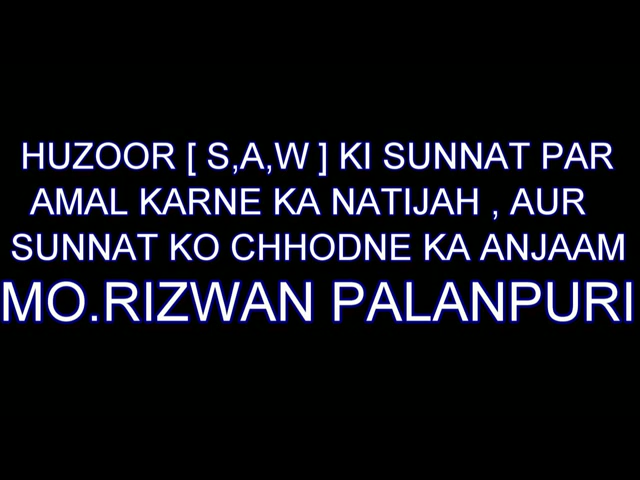 HUZOOR [ S,A,W ] KI SUNNAT PAR
AMAL KARNE KA NATIJAH , AUR
SUNNAT KO CHHODNE KA ANJAAM
MO.RIZWAN PALANPURI